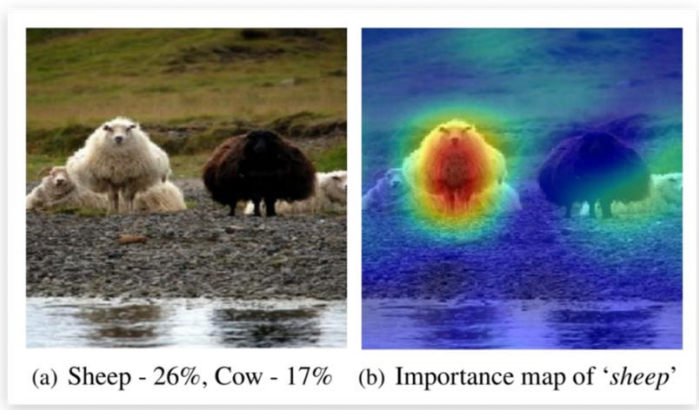 (a) Sheep - 26%, Cow - 17%
(b) Importance map of ‘sheep’